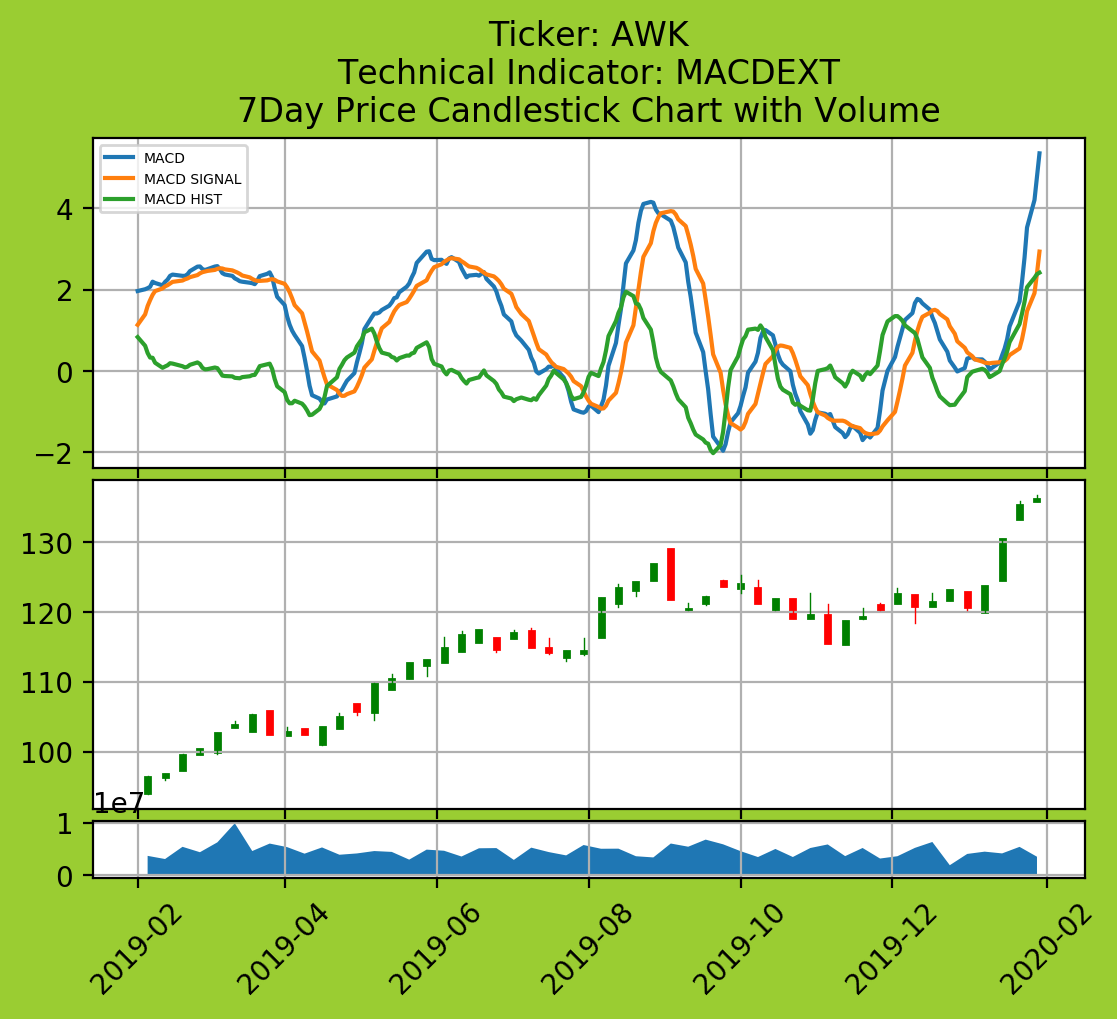 Ticker: AWK
Technical Indicator: MACDEXT
7Day Price Candlestick Chart with Volume
MACD
MACD SIGNAL
MACD HIST
4
2
0
−2
130
120
110
100
1e7
1
0
2019-02
2019-04
2019-06
2019-08
2019-10
2019-12
2020-02